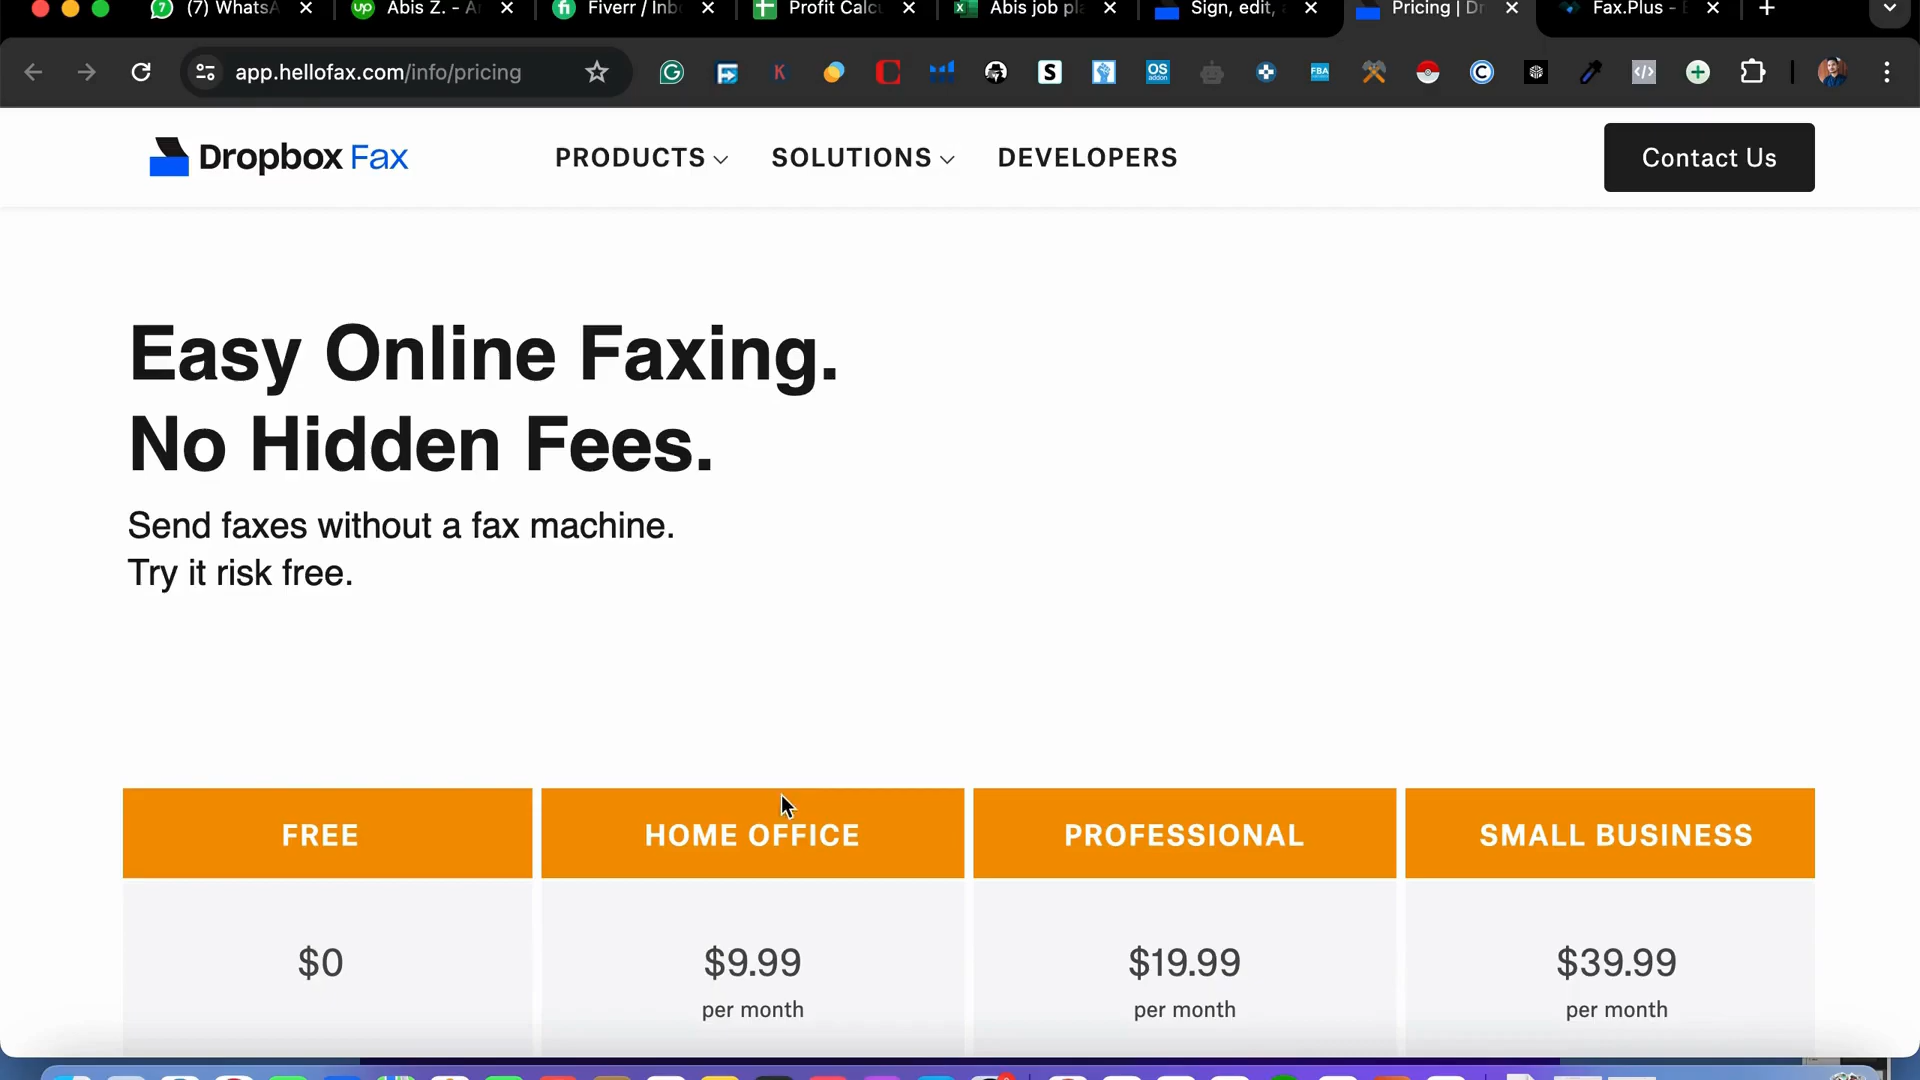 (7) WhatsA
Abis Z. - A
Fiverr / Inb
Profit Calcu
Abis job pla
Sign, edit,
Pricing | Dr
Fax.Plus -
app.hellofax.com/info/pricing
Dropbox Fax
PRODUCTS
SOLUTIONS
DEVELOPERS
Contact Us
Easy Online Faxing.
No Hidden Fees.
Send faxes without a fax machine.
Try it risk free.
FREE
HOME OFFICE
PROFESSIONAL
SMALL BUSINESS
$0
$9.99
$19.99
$39.99
per month
per month
per month